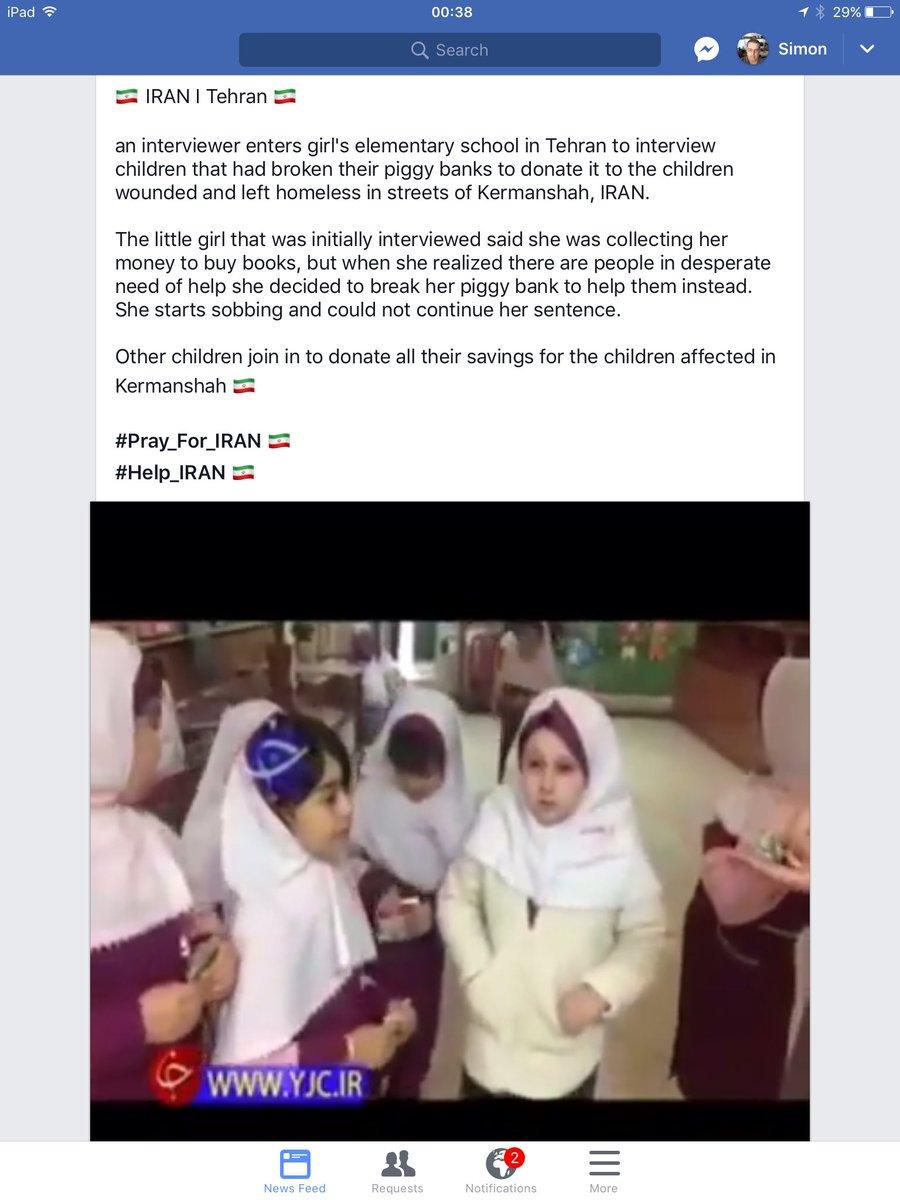 iPad
00:38
29%
Search
Simon
IRAN I Tehran
an interviewer enters girl's elementary school in Tehran to interview
children that had broken their piggy banks to donate it to the children
wounded and left homeless in streets of Kermanshah, IRAN.
The little girl that was initially interviewed said she was collecting her
money to buy books, but when she realized there are people in desperate
need of help she decided to break her piggy bank to help them instead.
She starts sobbing and could not continue her sentence.
Other children join in to donate all their savings for the children affected in
Kermanshah
#Pray_For_IRAN
#Help_IRAN
WWW.YJC.IR
2
News Feed
Requests
Notifications
More